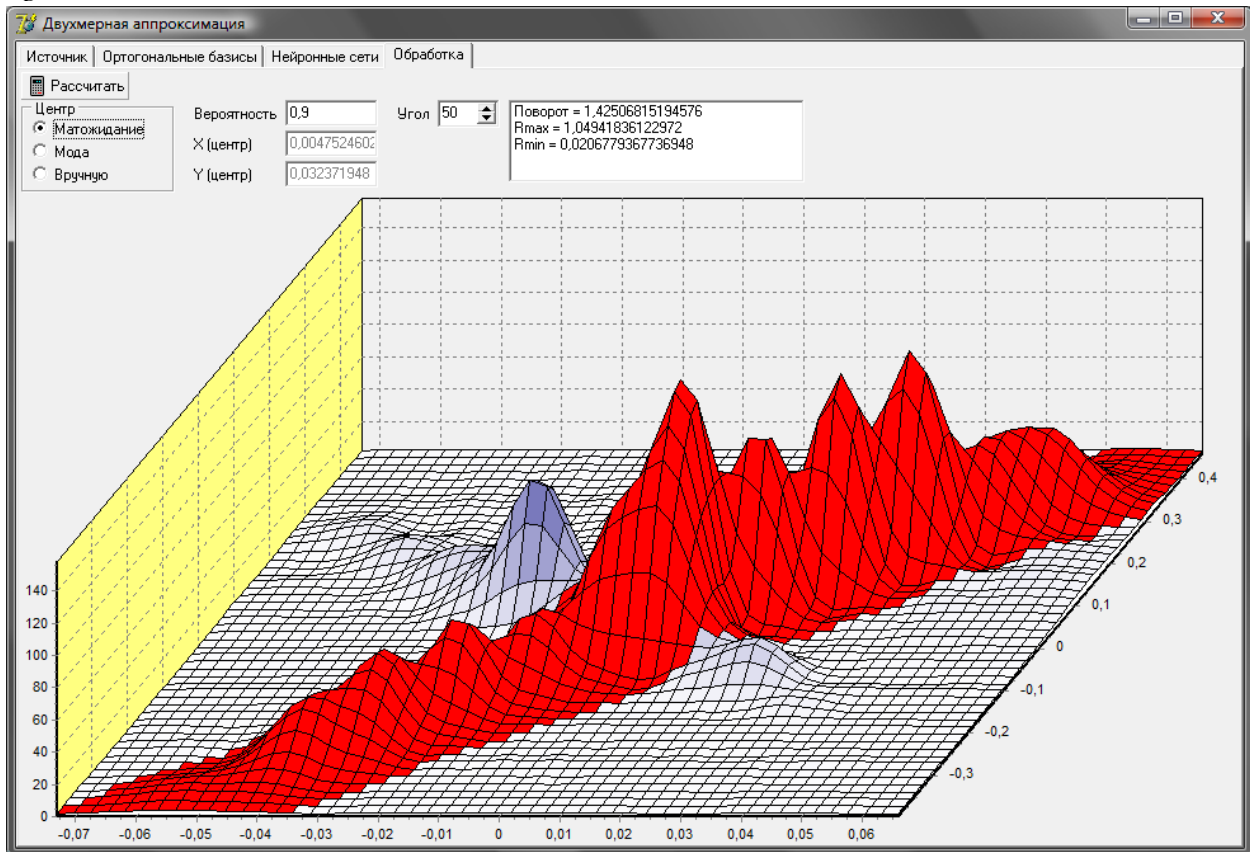 Двухмерная аппроксимация
Источник Ортогональные базисы Нейронные сети Обработка
Рассчитать
Центр
Матожидание
Мода
Вручную
Вероятность 0,9
X (центр) 0,0047524602
Y (центр) 0,032371948
Угол 50
Поворот = 1,42506815194576
Rmax = 1,04941836122972
Rmin = 0,0206779367736948
140
120
100
80
60
40
20
0
-0,07 -0,06 -0,05 -0,04 -0,03 -0,02 -0,01 0 0,01 0,02 0,03 0,04 0,05 0,06
0,4
0,3
0,2
0,1
0
-0,1
-0,2
-0,3